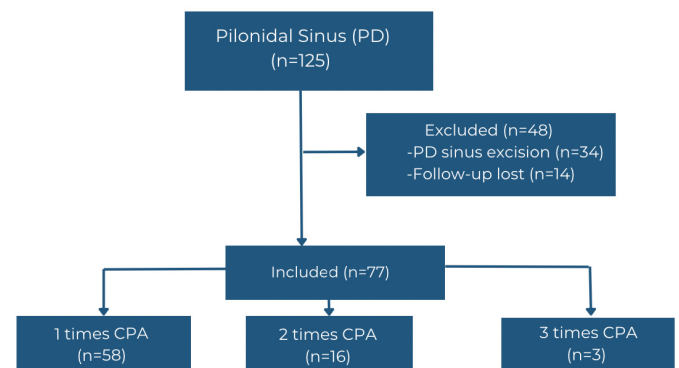 Pilonidal Sinus (PD)
(n=125)
Excluded (n=48)
-PD sinus excision (n=34)
-Follow-up lost (n=14)
Included (n=77)
1 times CPA
(n=58)
2 times CPA
(n=16)
3 times CPA
(n=3)